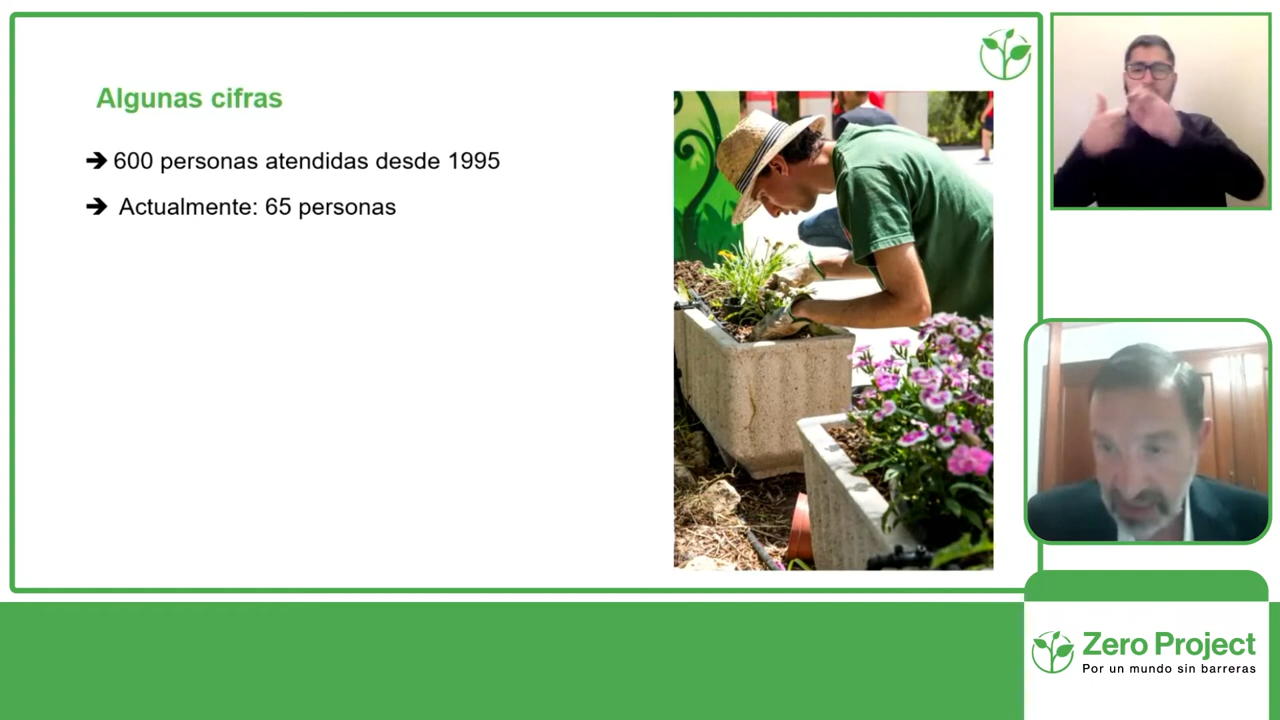 Algunas cifras
➔ 600 personas atendidas desde 1995
➔ Actualmente: 65 personas
Zero Project
Por un mundo sin barreras